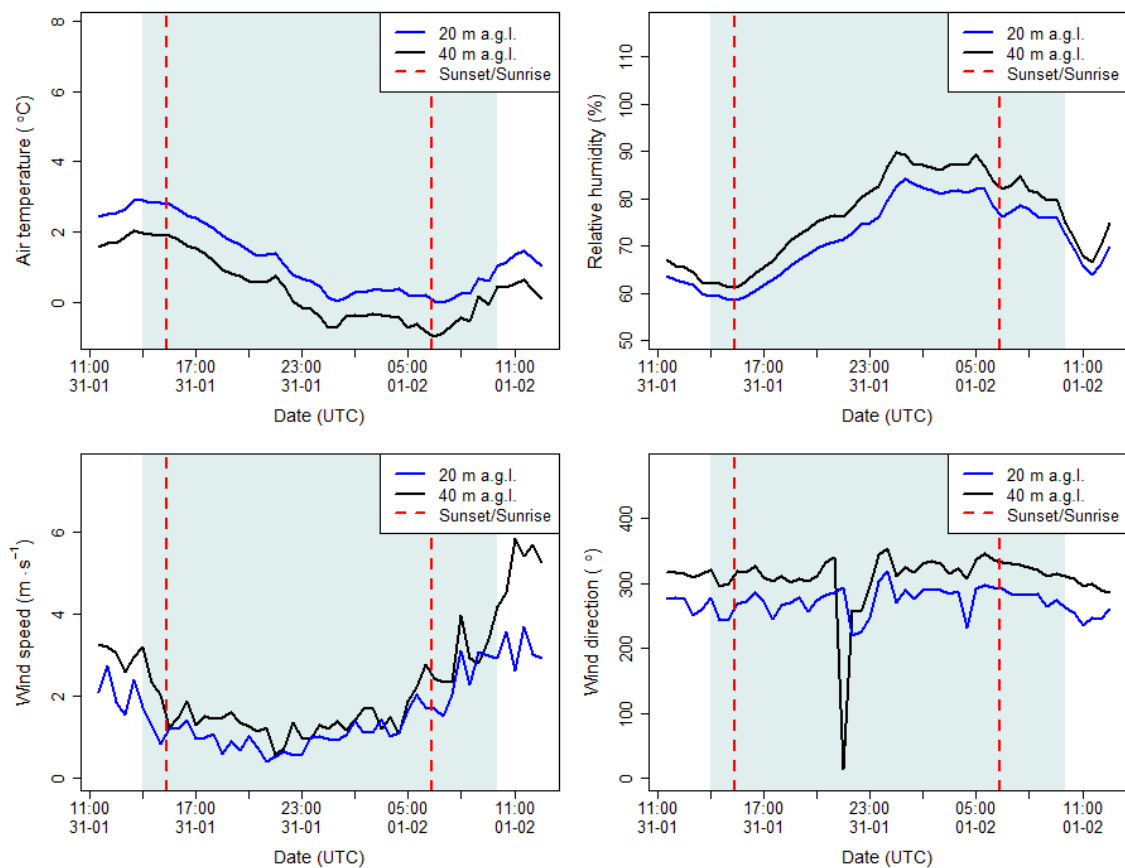 20 m a.g.l.
40 m a.g.l.
Sunset/Sunrise
Air temperature ( °C)
8
6
4
2
0
11:00 17:00 23:00 05:00 11:00
31-01 31-01 31-01 01-02 01-02
Date (UTC)
20 m a.g.l.
40 m a.g.l.
Sunset/Sunrise
Relative humidity (%)
110
100
90
80
70
60
50
11:00 17:00 23:00 05:00 11:00
31-01 31-01 31-01 01-02 01-02
Date (UTC)
20 m a.g.l.
40 m a.g.l.
Sunset/Sunrise
Wind speed (m · s⁻¹)
6
4
2
0
11:00 17:00 23:00 05:00 11:00
31-01 31-01 31-01 01-02 01-02
Date (UTC)
20 m a.g.l.
40 m a.g.l.
Sunset/Sunrise
Wind direction ( °)
400
300
200
100
0
11:00 17:00 23:00 05:00 11:00
31-01 31-01 31-01 01-02 01-02
Date (UTC)